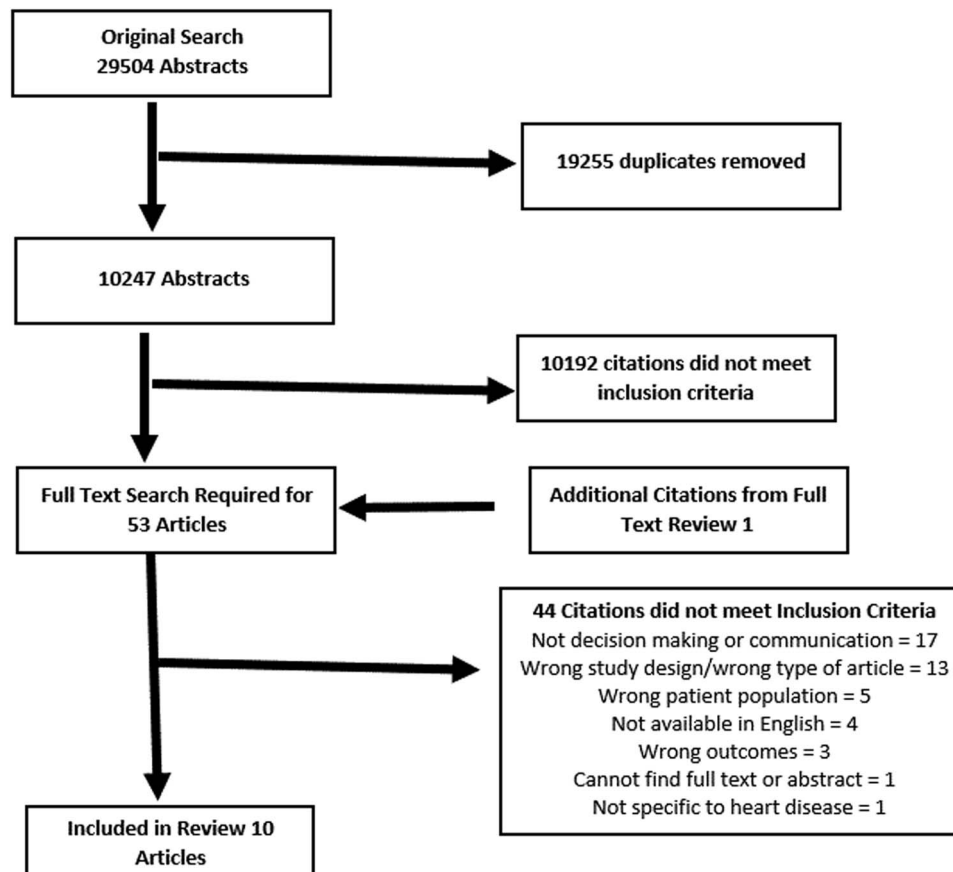 Original Search
29504 Abstracts
19255 duplicates removed
10247 Abstracts
10192 citations did not meet
inclusion criteria
Full Text Search Required for
53 Articles
Additional Citations from Full
Text Review 1
44 Citations did not meet Inclusion Criteria
Not decision making or communication = 17
Wrong study design/wrong type of article = 13
Wrong patient population = 5
Not available in English = 4
Wrong outcomes = 3
Cannot find full text or abstract = 1
Not specific to heart disease = 1
Included in Review 10
Articles